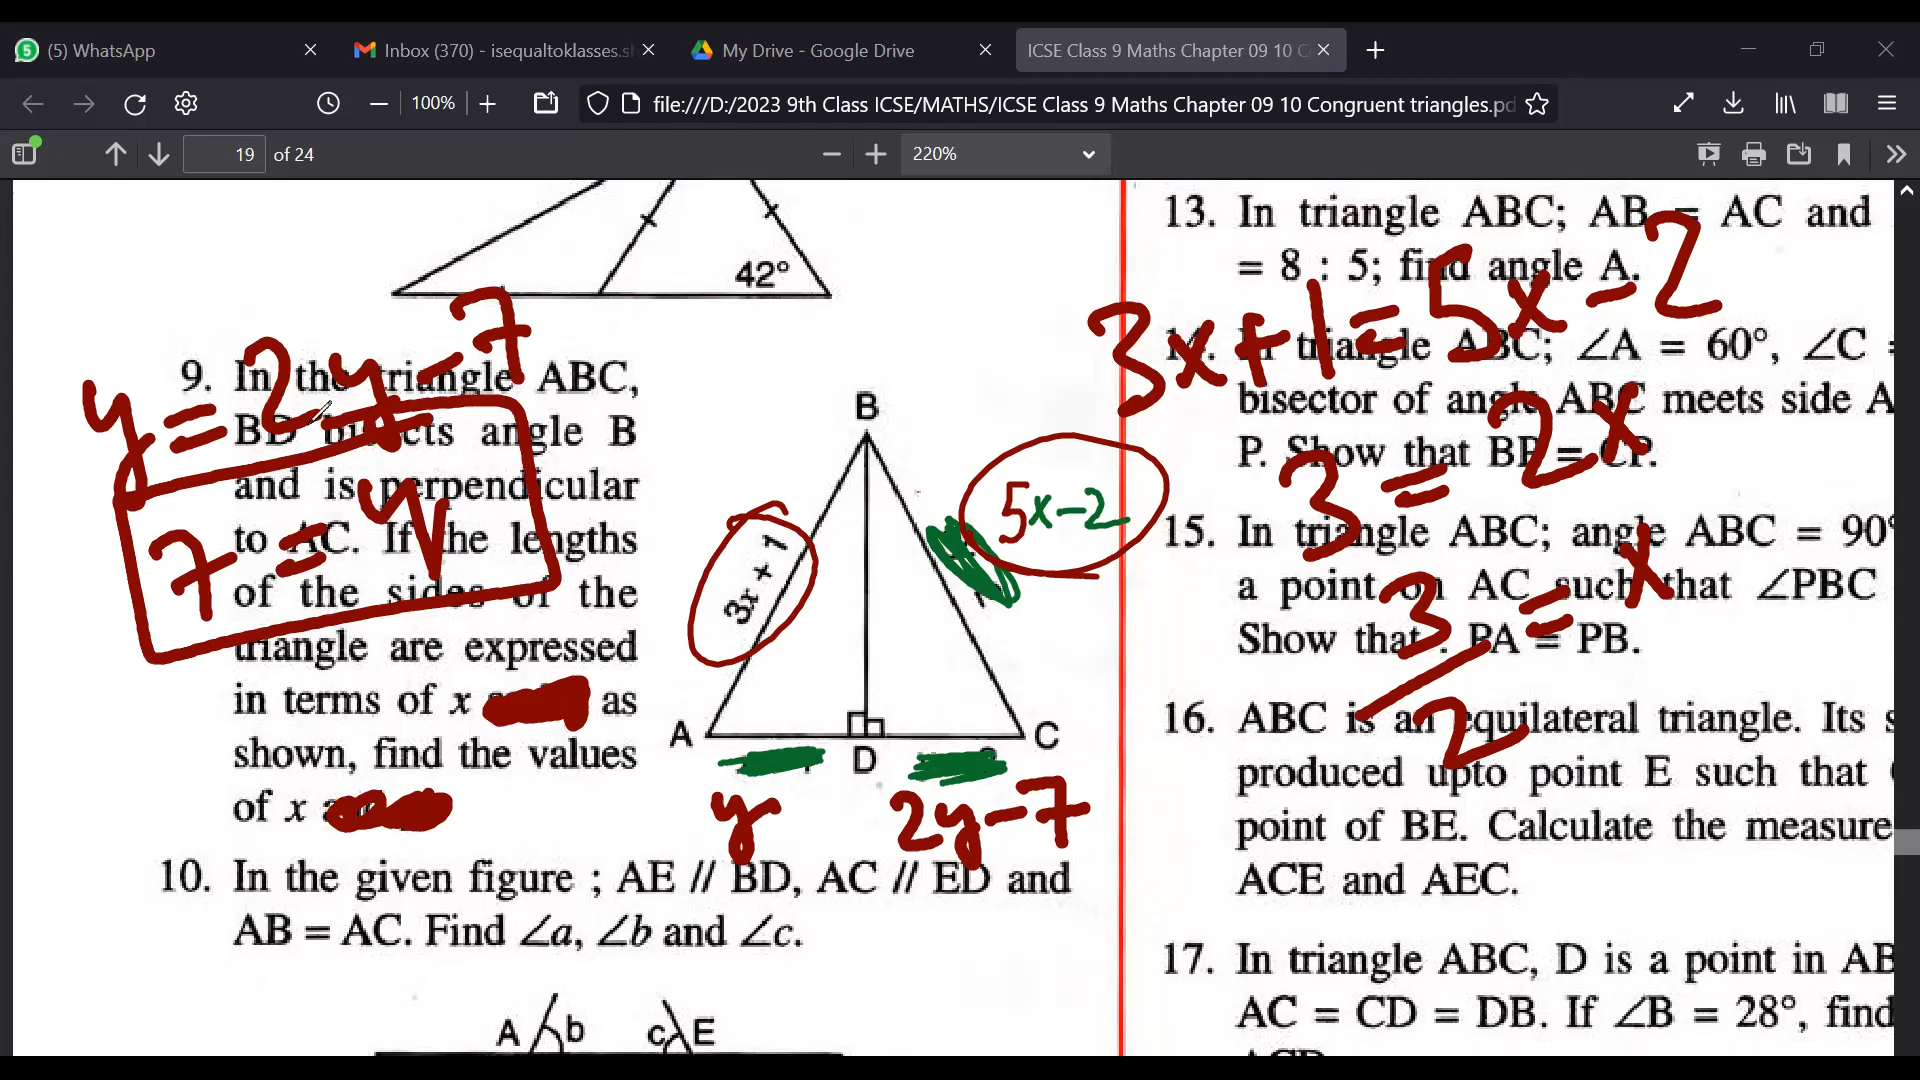 (5) WhatsApp
Inbox (370) - isequaltoklasses.s
My Drive - Google Drive
ICSE Class 9 Maths Chapter 09 10 C
100%
file:///D:/2023 9th Class ICSE/MATHS/ICSE Class 9 Maths Chapter 09 10 Congruent triangles.pd
19 of 24
220%
42°
y = 2y - 7
7 = y
9. In the triangle ABC,
BD bisects angle B
and is perpendicular
to AC. If the lengths
of the sides of the
triangle are expressed
in terms of x as
shown, find the values
of x
B
3x + 1
5x - 2
A
D
C
y
2y - 7
10. In the given figure ; AE // BD, AC // ED and
AB = AC. Find ∠a, ∠b and ∠c.
A b c E
3x + 1 = 5x - 2
3 = 2x
3/2 = x
13. In triangle ABC; AB = AC and
= 8 : 5; find angle A.
14. In triangle ABC; ∠A = 60°, ∠C =
bisector of angle ABC meets side A
P. Show that BP = CP.
15. In triangle ABC; angle ABC = 90°
a point on AC such that ∠PBC
Show that : PA = PB.
16. ABC is an equilateral triangle. Its s
produced upto point E such that
point of BE. Calculate the measure
ACE and AEC.
17. In triangle ABC, D is a point in AB
AC = CD = DB. If ∠B = 28°, find